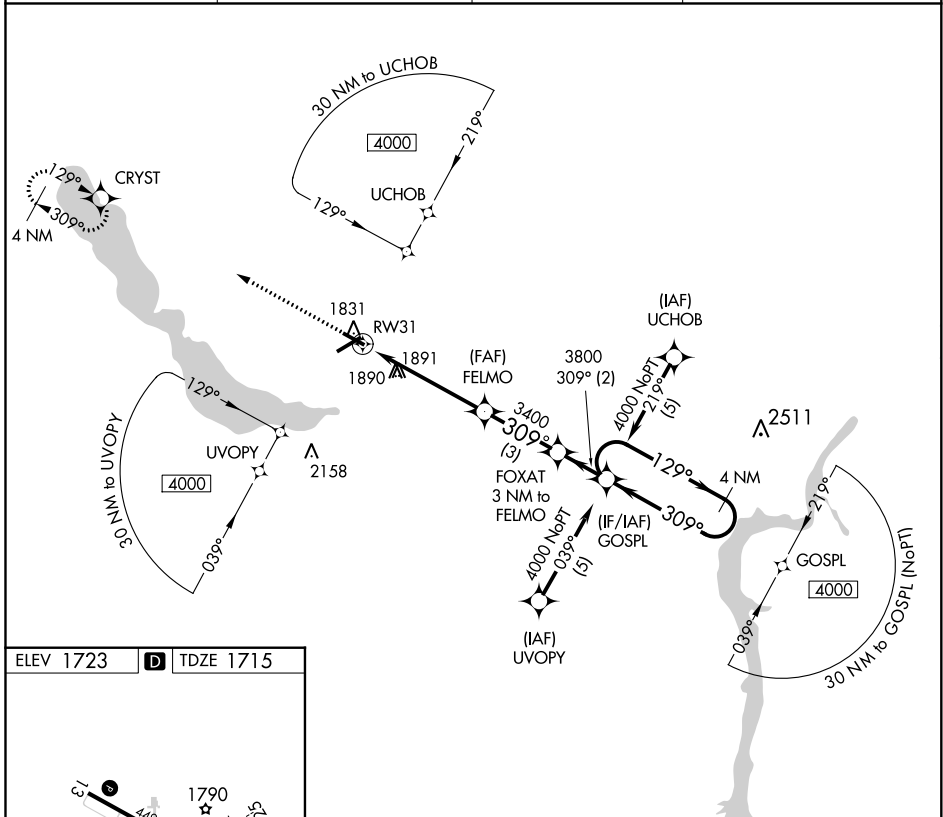 30 NM to UCHOB
4000
219°
UCHOB
129°
129°
CRYST
309°
4 NM
1831
RW31
1891
1890
(FAF)
FELMO
3800
309° (2)
(IAF)
UCHOB
4000 NoPT
219°
(5)
2511
3400
309°
(3)
FOXAT
3 NM to
FELMO
129°
4 NM
309°
(IF/IAF)
GOSPL
4000 NoPT
039°
(5)
(IAF)
UVOPY
129°
UVOPY
2158
4000
30 NM to UVOPY
039°
219°
GOSPL
4000
039°
30 NM to GOSPL (NoPT)
ELEV 1723
D
TDZE 1715
13
P
1790
25